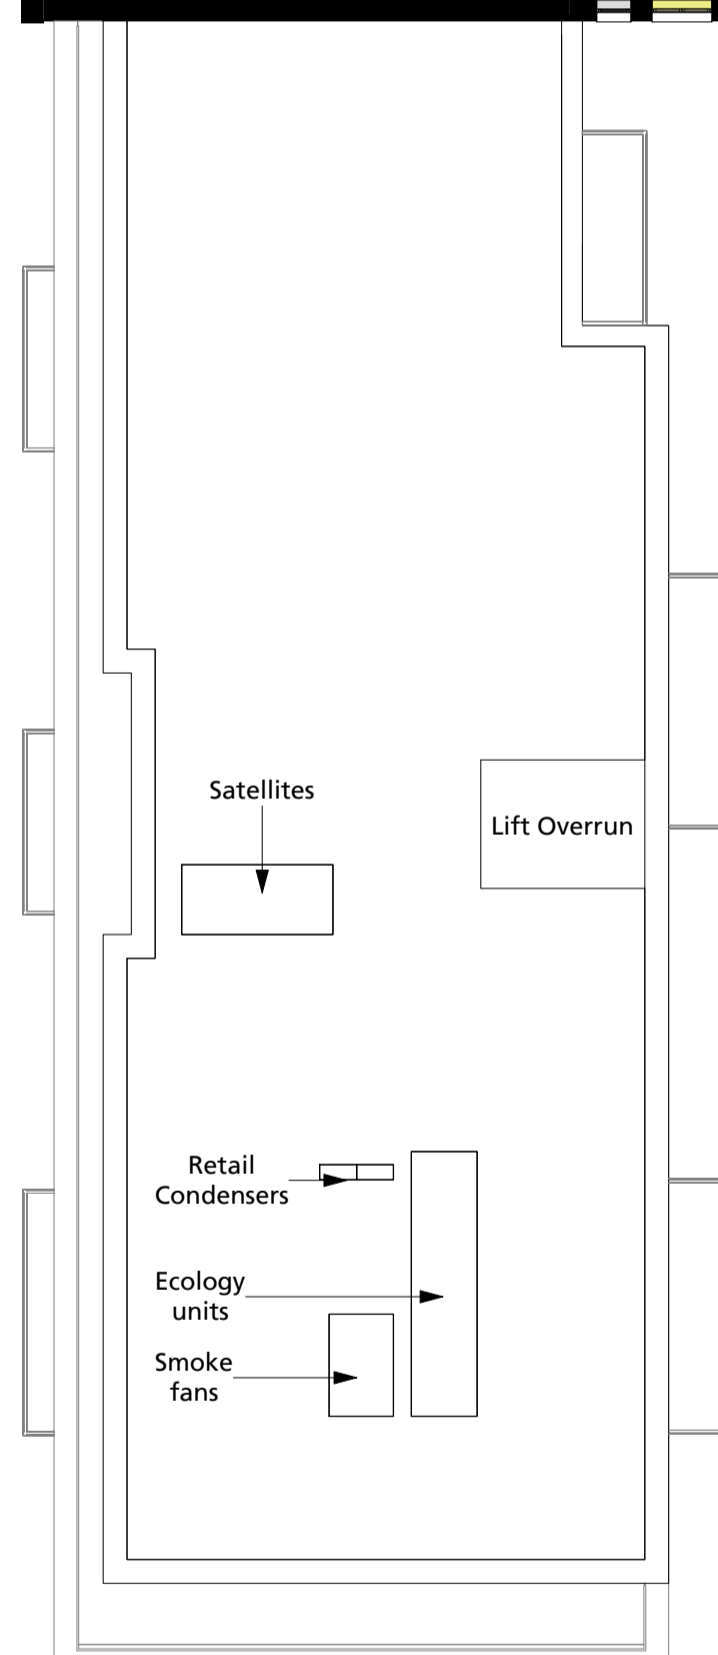 Satellites
Lift Overrun
Retail
Condensers
Ecology
units
Smoke
fans